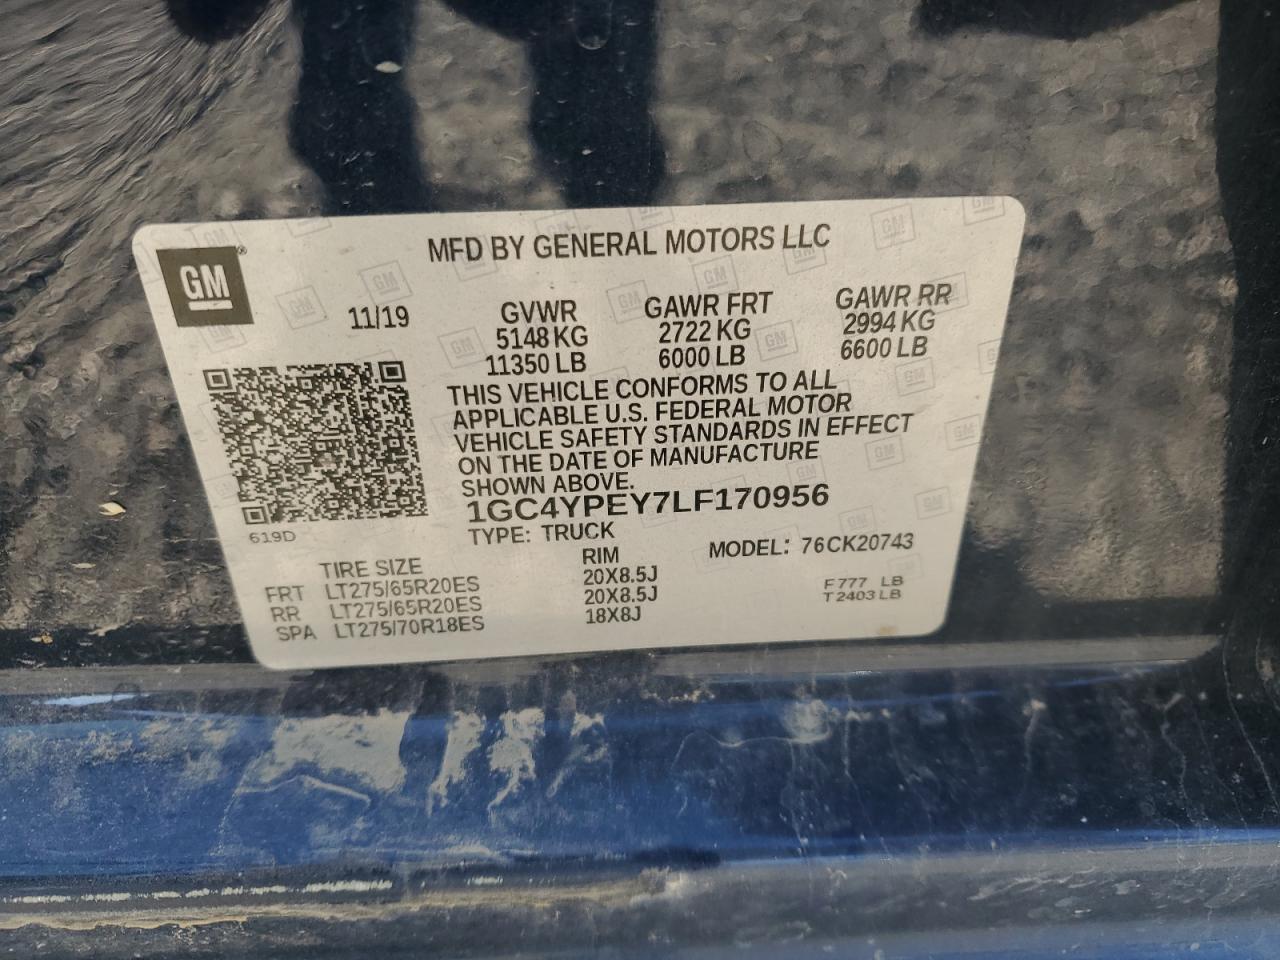 MFD BY GENERAL MOTORS LLC
GM®
11/19 GVWR GAWR FRT GAWR RR
5148 KG 2722 KG 2994 KG
11350 LB 6000 LB 6600 LB
THIS VEHICLE CONFORMS TO ALL
APPLICABLE U.S. FEDERAL MOTOR
VEHICLE SAFETY STANDARDS IN EFFECT
ON THE DATE OF MANUFACTURE
SHOWN ABOVE.
1GC4YPEY7LF170956
619D
TYPE: TRUCK
MODEL: 76CK20743
TIRE SIZE RIM
FRT LT275/65R20ES 20X8.5J
RR LT275/65R20ES 20X8.5J
SPA LT275/70R18ES 18X8J
F 777 LB
T 2403 LB